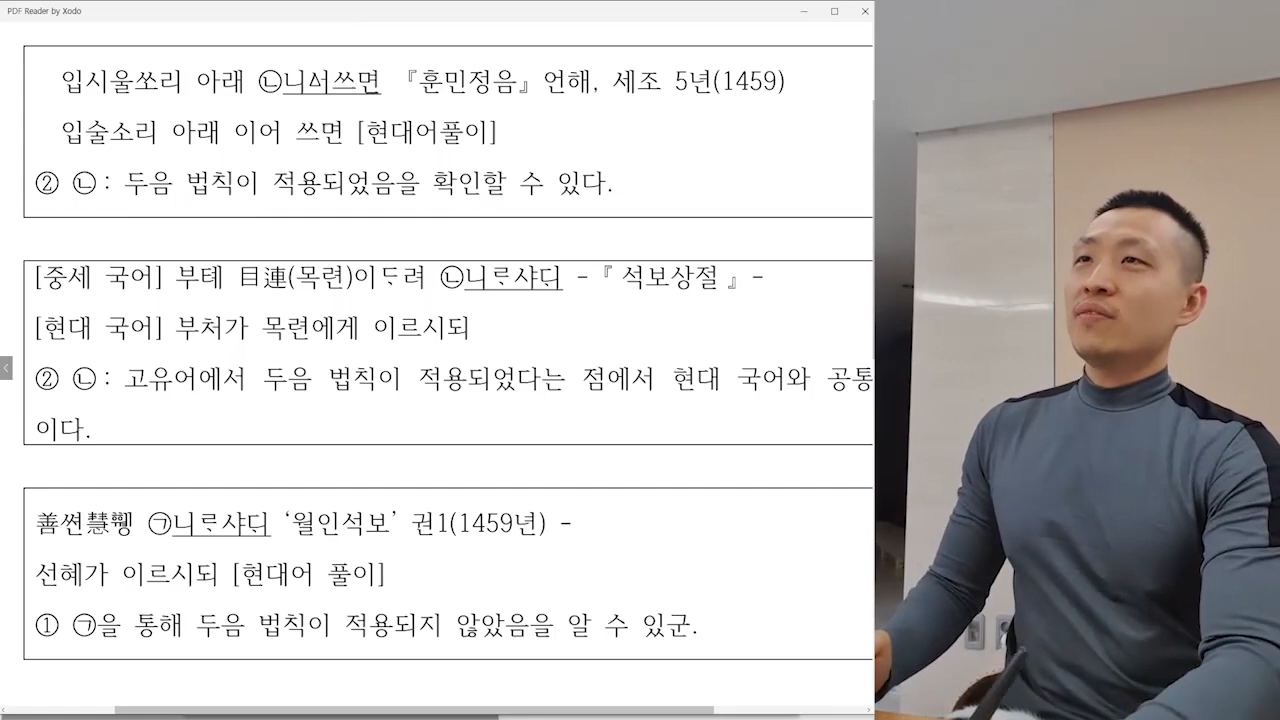 PDF Reader by Xodo
입시울쏘리 아래 ㉡니ᅀᅥ쓰면 『훈민정음』언해, 세조 5년(1459)
입술소리 아래 이어 쓰면 [현대어풀이]
② ㉡: 두음 법칙이 적용되었음을 확인할 수 있다.
[중세 국어] 부톄 目連(목련)이ᄃᆞ려 ㉡니ᄅᆞ샤ᄃᆡ -『 석보상절 』-
[현대 국어] 부처가 목련에게 이르시되
② ㉡: 고유어에서 두음 법칙이 적용되었다는 점에서 현대 국어와 공통
이다.
善쎤慧ᅘᅰᆼ ㉠니ᄅᆞ샤ᄃᆡ ‘월인석보’ 권1(1459년) -
선혜가 이르시되 [현대어 풀이]
① ㉠을 통해 두음 법칙이 적용되지 않았음을 알 수 있군.